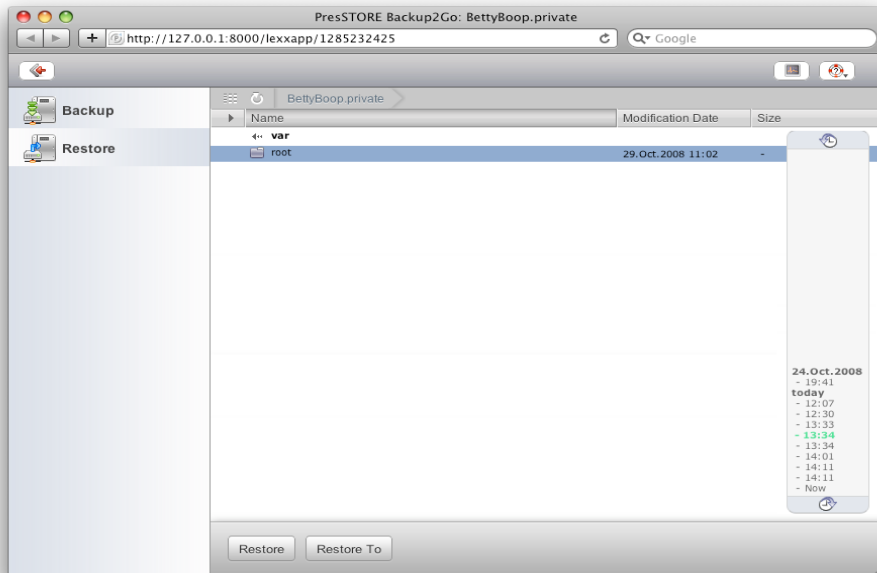 PresSTORE Backup2Go: BettyBoop.private
http://127.0.0.1:8000/lexxapp/1285232425
Google
Backup
Restore
BettyBoop.private
Name Modification Date Size
var
root 29.Oct.2008 11:02 -
24.Oct.2008
- 19:41
today
- 12:07
- 12:30
- 13:33
- 13:34
- 13:34
- 14:01
- 14:11
- 14:11
- Now
Restore Restore To